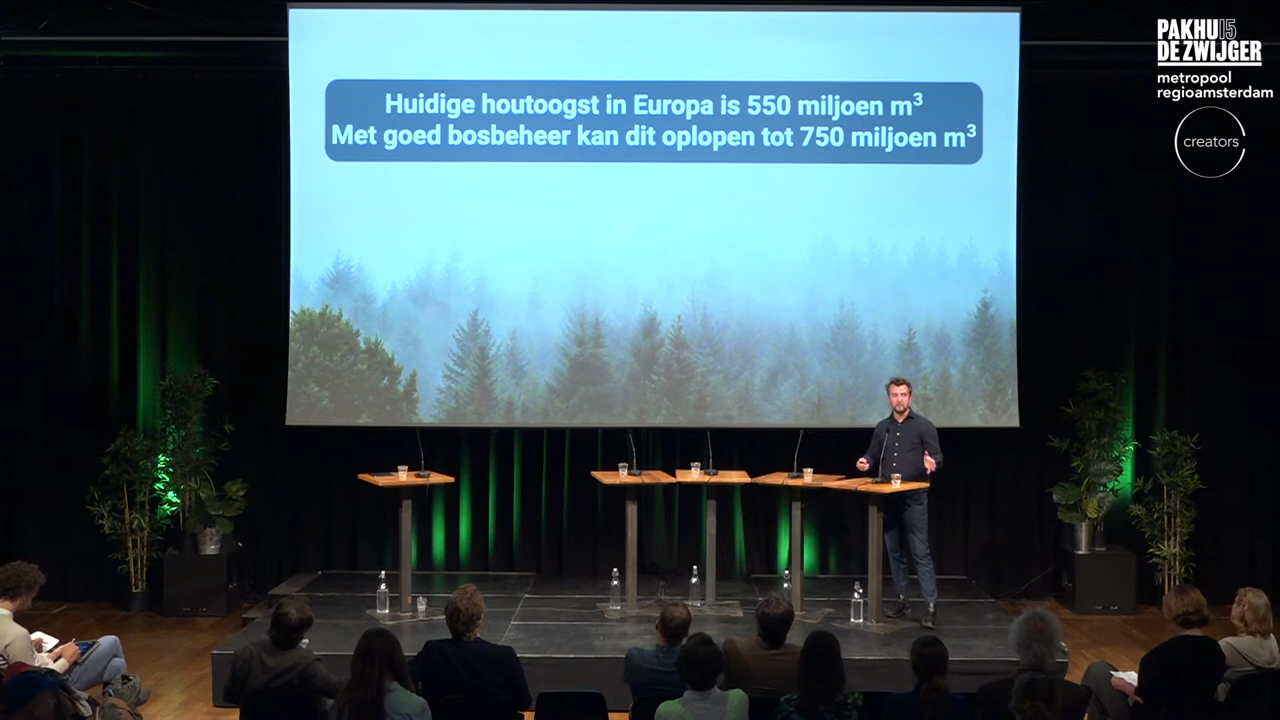 Huidige houtoogst in Europa is 550 miljoen m³
Met goed bosbeheer kan dit oplopen tot 750 miljoen m³
PAKHU15
DE ZWIJGER
metropool
regioamsterdam
creators